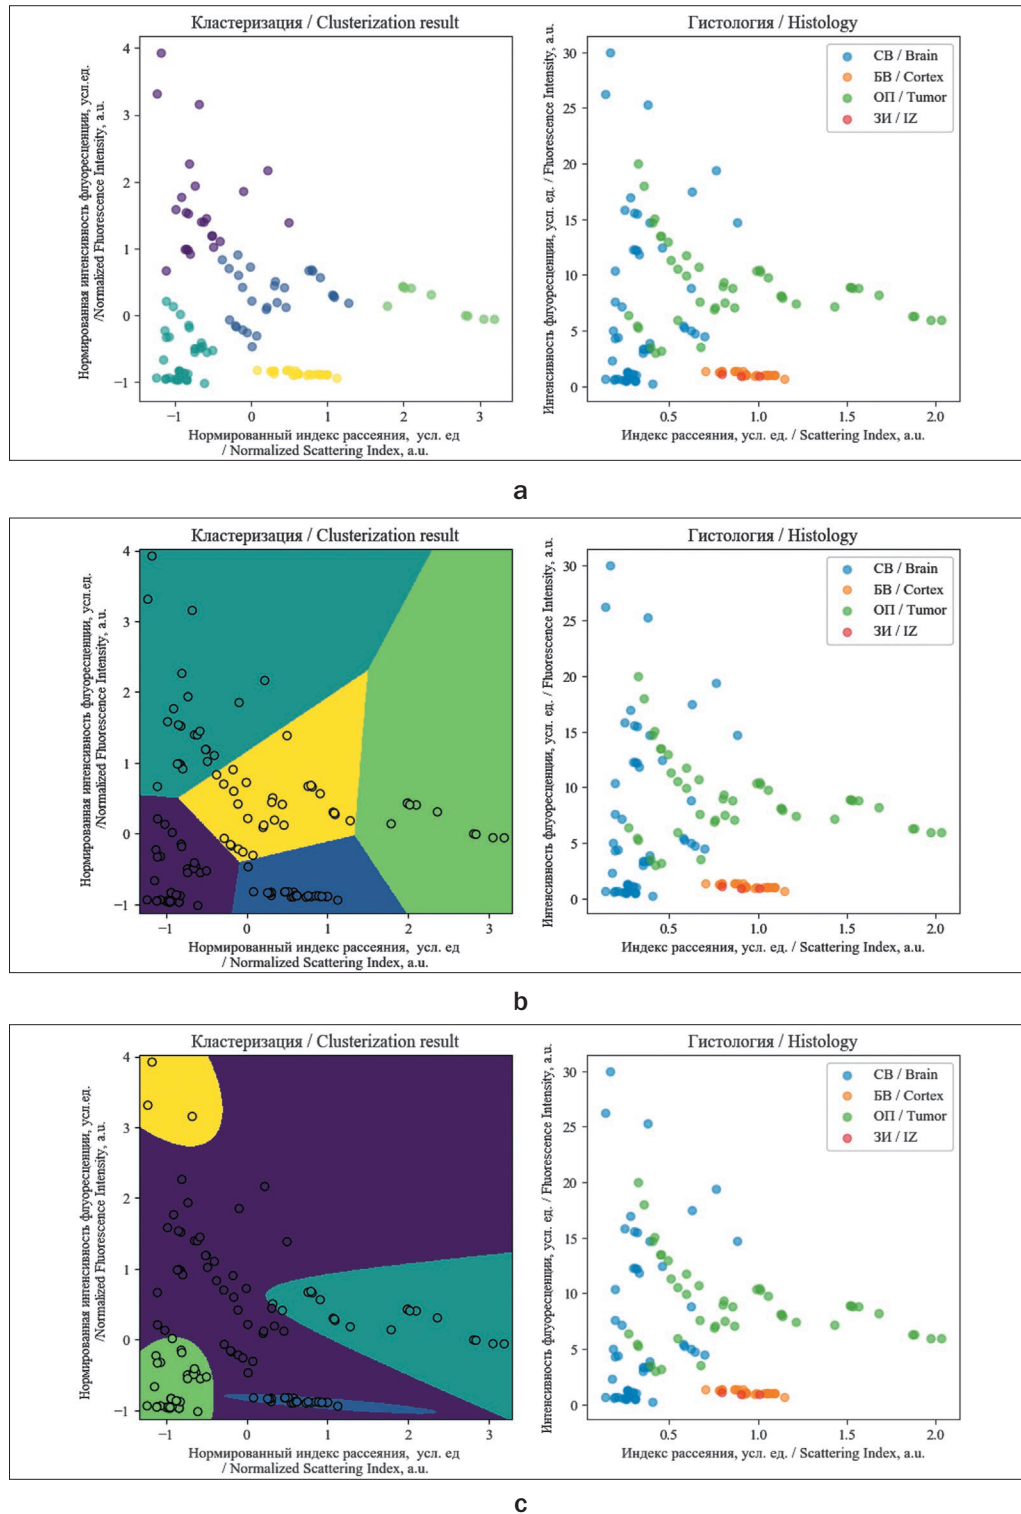 Кластеризация / Clusterization result
Нормированная интенсивность флуоресценции, усл.ед.
/Normalized Fluorescence Intensity, a.u.
4
3
2
1
0
−1
−1
0
1
2
3
Нормированный индекс рассеяния, усл. ед
/ Normalized Scattering Index, a.u.
Гистология / Histology
Интенсивность флуоресценции, усл. ед. / Fluorescence Intensity, a.u.
30
25
20
15
10
5
0
0.5
1.0
1.5
2.0
Индекс рассеяния, усл. ед. / Scattering Index, a.u.
СВ / Brain
БВ / Cortex
ОП / Tumor
ЗИ / IZ
a
Кластеризация / Clusterization result
Нормированная интенсивность флуоресценции, усл.ед.
/Normalized Fluorescence Intensity, a.u.
4
3
2
1
0
−1
−1
0
1
2
3
Нормированный индекс рассеяния, усл. ед
/ Normalized Scattering Index, a.u.
Гистология / Histology
Интенсивность флуоресценции, усл. ед. / Fluorescence Intensity, a.u.
30
25
20
15
10
5
0
0.5
1.0
1.5
2.0
Индекс рассеяния, усл. ед. / Scattering Index, a.u.
СВ / Brain
БВ / Cortex
ОП / Tumor
ЗИ / IZ
b
Кластеризация / Clusterization result
Нормированная интенсивность флуоресценции, усл.ед.
/Normalized Fluorescence Intensity, a.u.
4
3
2
1
0
−1
−1
0
1
2
3
Нормированный индекс рассеяния, усл. ед
/ Normalized Scattering Index, a.u.
Гистология / Histology
Интенсивность флуоресценции, усл. ед. / Fluorescence Intensity, a.u.
30
25
20
15
10
5
0
0.5
1.0
1.5
2.0
Индекс рассеяния, усл. ед. / Scattering Index, a.u.
СВ / Brain
БВ / Cortex
ОП / Tumor
ЗИ / IZ
c